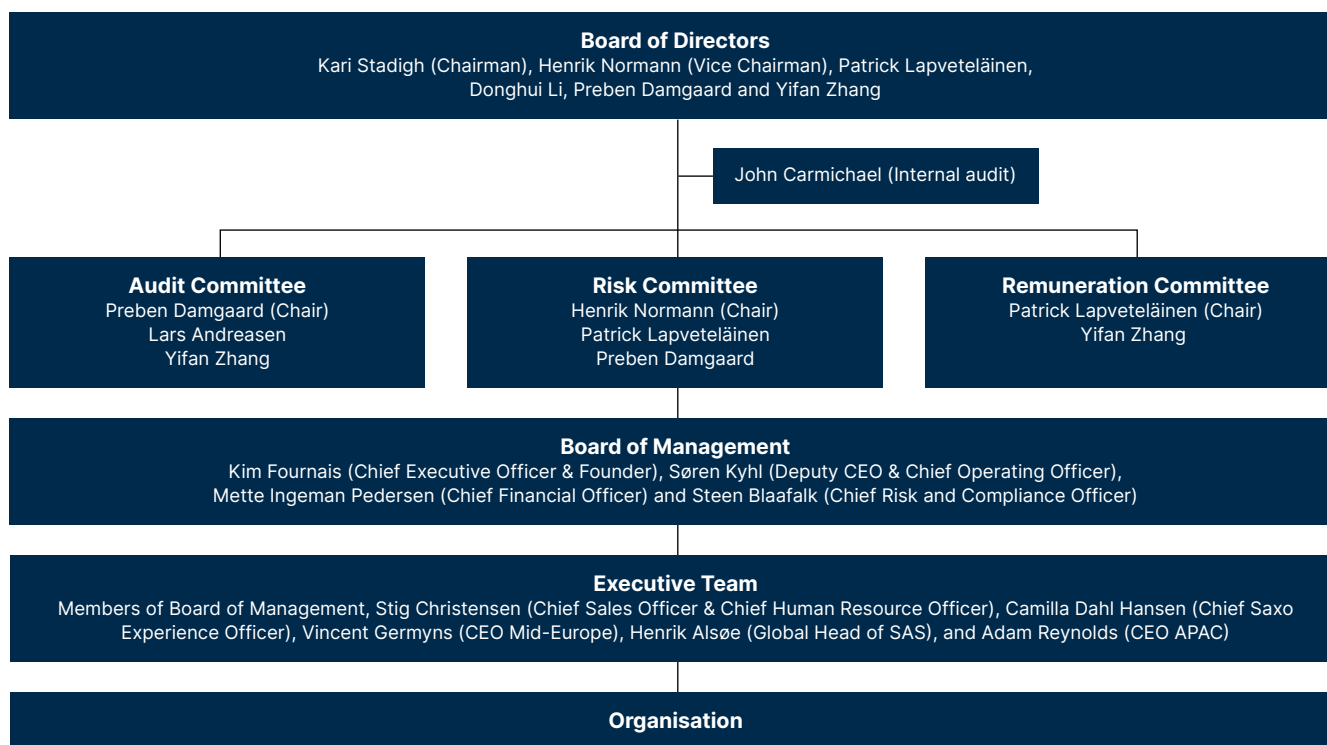 Board of Directors
Kari Stadigh (Chairman), Henrik Normann (Vice Chairman), Patrick Lapveteläinen,
Donghui Li, Preben Damgaard and Yifan Zhang
John Carmichael (Internal audit)
Audit Committee
Preben Damgaard (Chair)
Lars Andreasen
Yifan Zhang
Risk Committee
Henrik Normann (Chair)
Patrick Lapveteläinen
Preben Damgaard
Remuneration Committee
Patrick Lapveteläinen (Chair)
Yifan Zhang
Board of Management
Kim Fournais (Chief Executive Officer & Founder), Søren Kyhl (Deputy CEO & Chief Operating Officer),
Mette Ingeman Pedersen (Chief Financial Officer) and Steen Blaafalk (Chief Risk and Compliance Officer)
Executive Team
Members of Board of Management, Stig Christensen (Chief Sales Officer & Chief Human Resource Officer), Camilla Dahl Hansen (Chief Saxo
Experience Officer), Vincent Germyns (CEO Mid-Europe), Henrik Alsøe (Global Head of SAS), and Adam Reynolds (CEO APAC)
Organisation